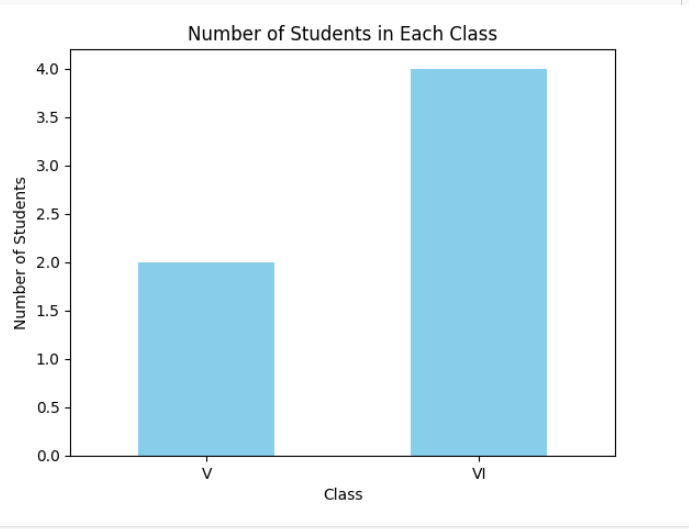 Number of Students in Each Class
Number of Students
4.0
3.5
3.0
2.5
2.0
1.5
1.0
0.5
0.0
V
VI
Class